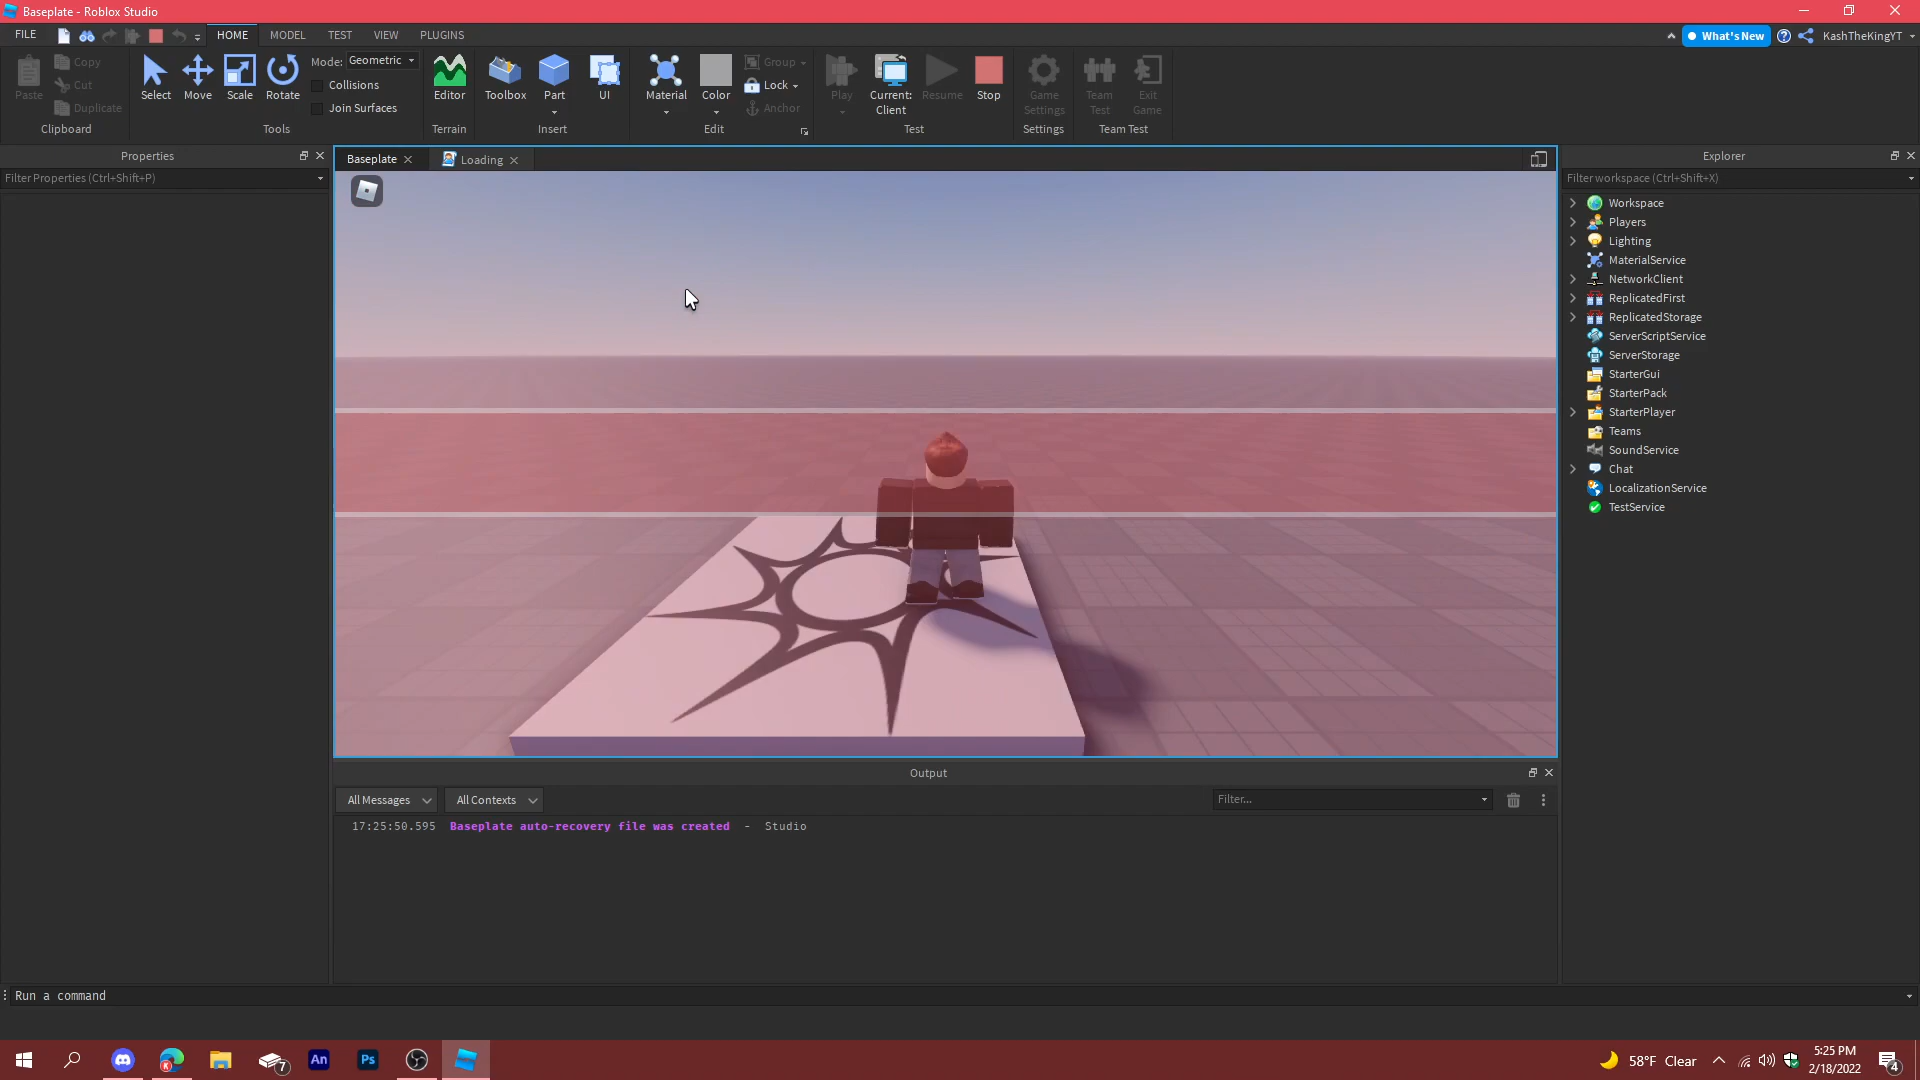 Baseplate - Roblox Studio
FILE HOME MODEL TEST VIEW PLUGINS What's New KashTheKingYT
Paste Copy Cut Duplicate
Clipboard
Select Move Scale Rotate
Mode: Geometric
Collisions
Join Surfaces
Tools
Editor
Terrain
Toolbox Part UI
Insert
Material Color
Group
Lock
Anchor
Edit
Play Current: Client Resume Stop
Test
Game Settings
Settings
Team Test Exit Game
Team Test
Properties
Filter Properties (Ctrl+Shift+P)
Baseplate Loading
Explorer
Filter workspace (Ctrl+Shift+X)
Workspace
Players
Lighting
MaterialService
NetworkClient
ReplicatedFirst
ReplicatedStorage
ServerScriptService
ServerStorage
StarterGui
StarterPack
StarterPlayer
Teams
SoundService
Chat
LocalizationService
TestService
Output
All Messages All Contexts Filter...
17:25:50.595 Baseplate auto-recovery file was created - Studio
Run a command
7 An Ps 58°F Clear 5:25 PM
2/18/2022 4